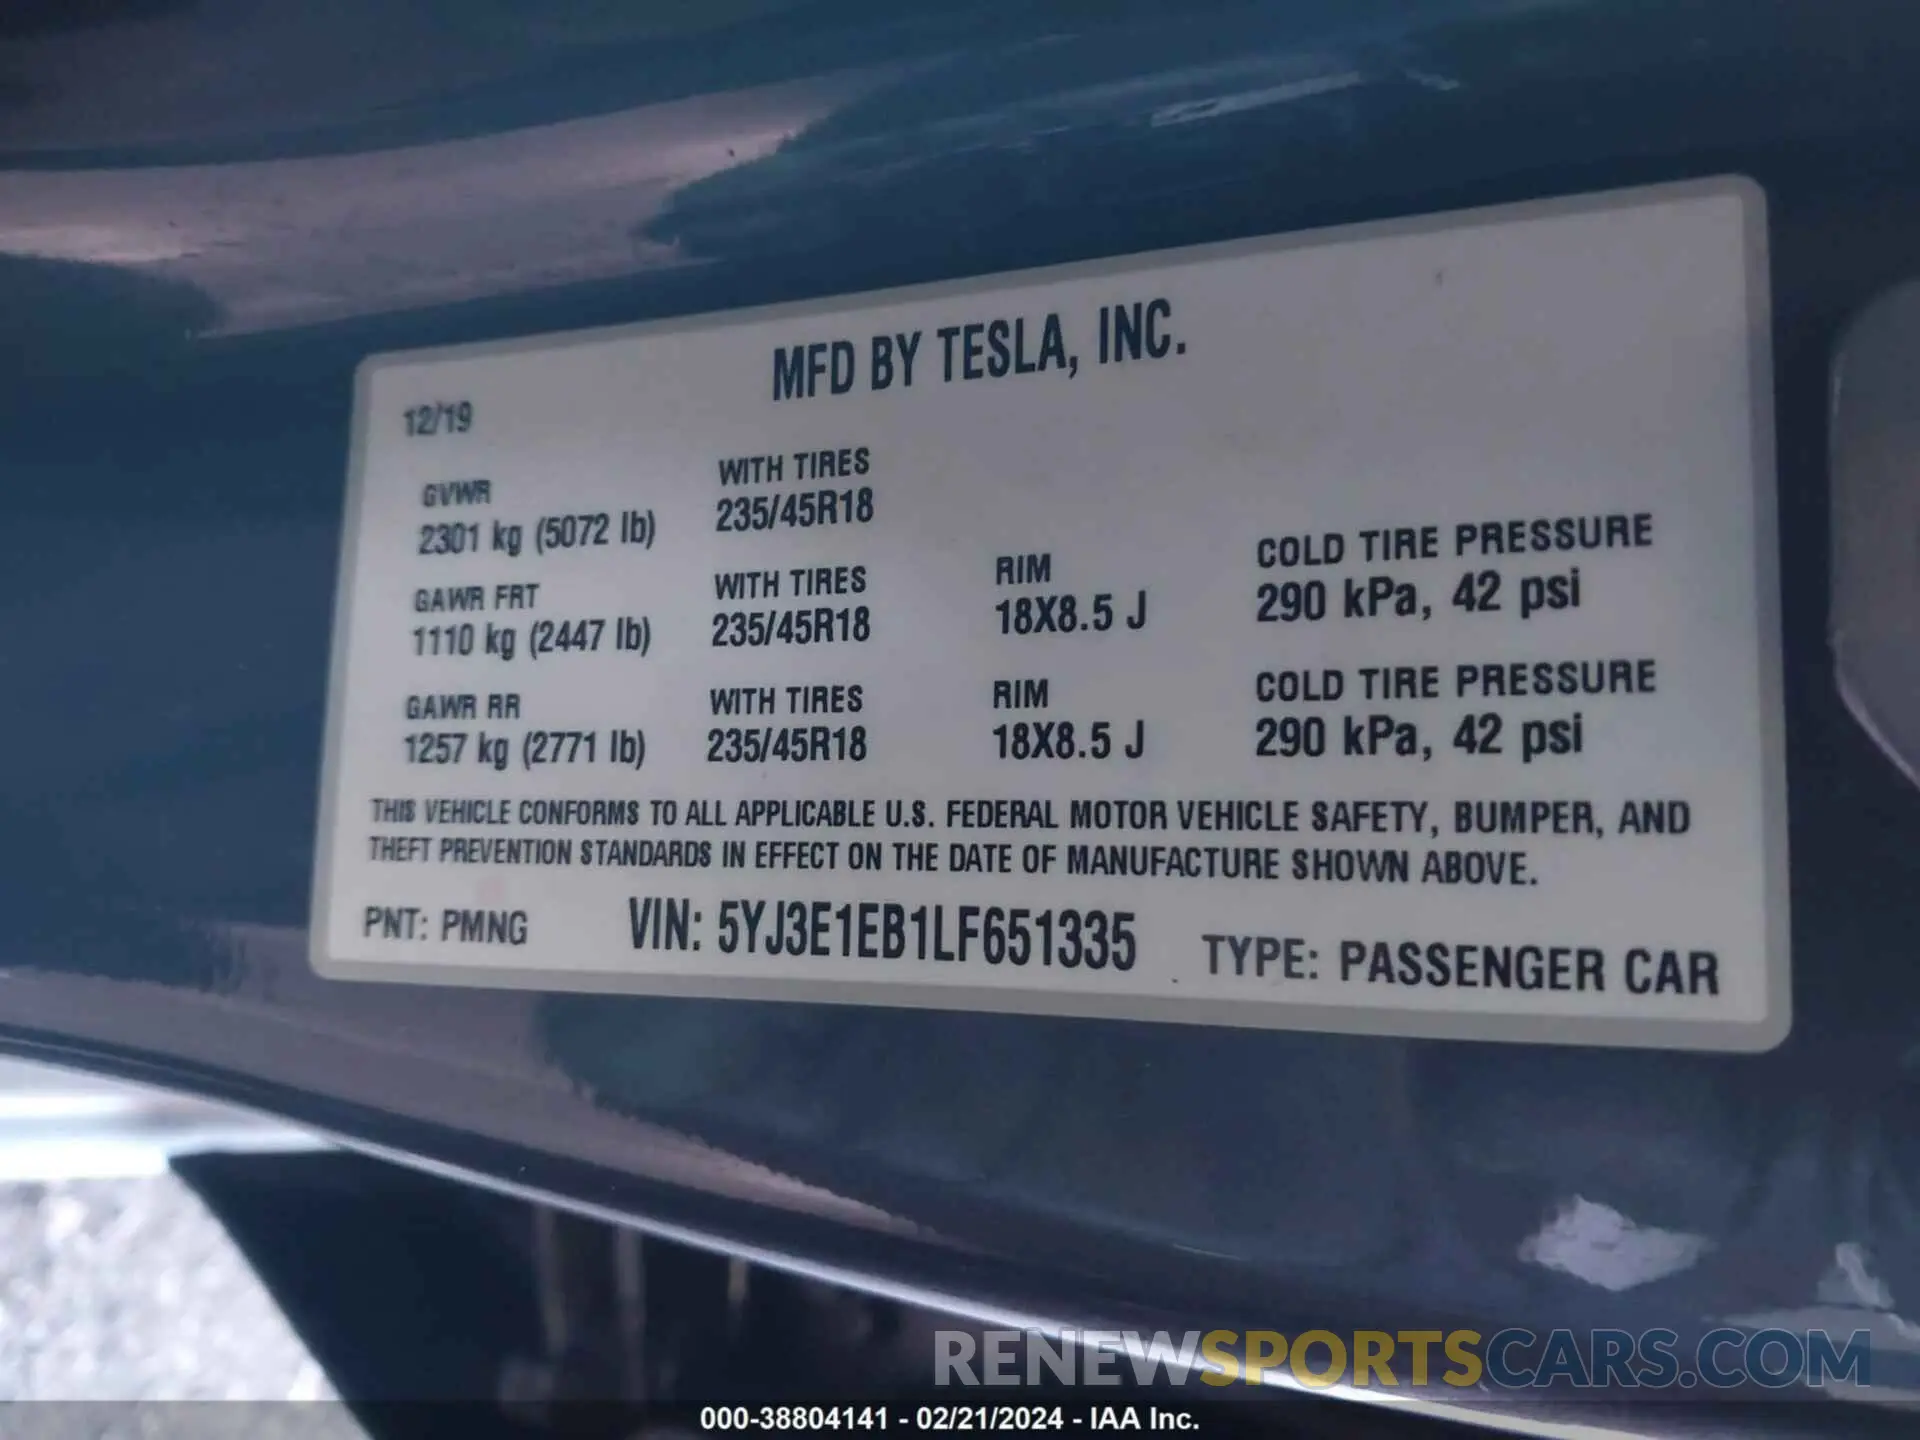 MFD BY TESLA, INC.
12/19
GVWR
2301 kg (5072 lb)
WITH TIRES
235/45R18
GAWR FRT
1110 kg (2447 lb)
WITH TIRES
235/45R18
RIM
18X8.5 J
COLD TIRE PRESSURE
290 kPa, 42 psi
GAWR RR
1257 kg (2771 lb)
WITH TIRES
235/45R18
RIM
18X8.5 J
COLD TIRE PRESSURE
290 kPa, 42 psi
THIS VEHICLE CONFORMS TO ALL APPLICABLE U.S. FEDERAL MOTOR VEHICLE SAFETY, BUMPER, AND
THEFT PREVENTION STANDARDS IN EFFECT ON THE DATE OF MANUFACTURE SHOWN ABOVE.
PNT: PMNG
VIN: 5YJ3E1EB1LF651335
TYPE: PASSENGER CAR
RENEWSPORTSCARS.COM
000-38804141 - 02/21/2024 - IAA Inc.